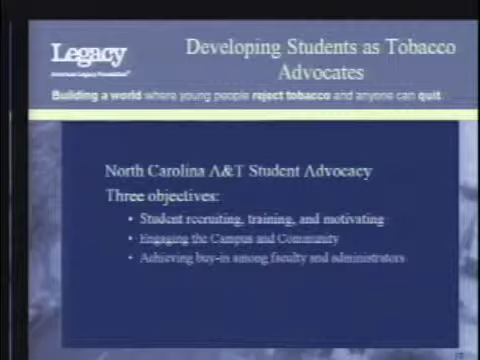 Legacy
American Legacy Foundation
Developing Students as Tobacco
Advocates
Building a world where young people reject tobacco and anyone can quit
North Carolina A&T Student Advocacy
Three objectives:
• Student recruiting, training, and motivating
• Engaging the Campus and Community
• Achieving buy-in among faculty and administrators